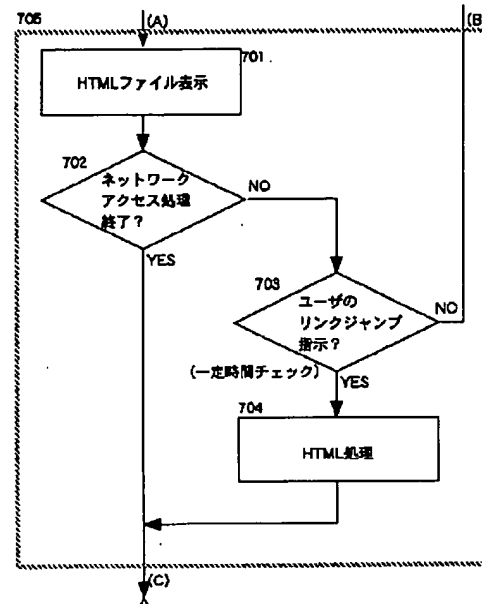 705
(A)
(B)
701
HTMLファイル表示
702
ネットワーク
アクセス処理
終了?
NO
YES
703
ユーザの
リンクジャンプ
指示?
NO
(一定時間チェック)
YES
704
HTML処理
(C)